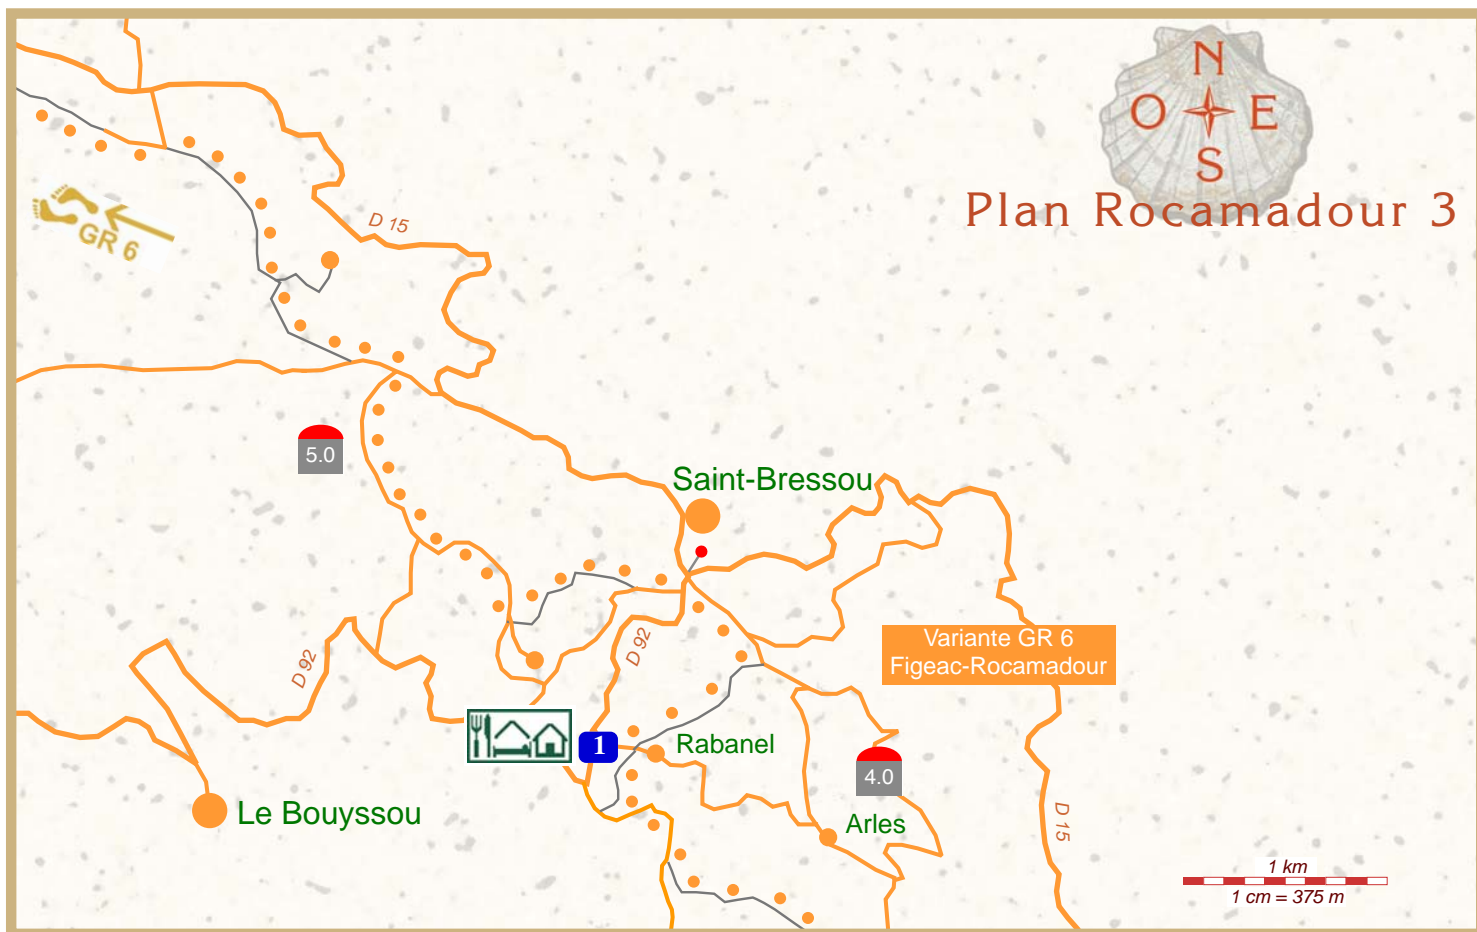 N
O E
S
Plan Rocamadour 3
D 15
GR 6
5.0
Saint-Bressou
Variante GR 6
Figeac-Rocamadour
D 92
D 92
1
Rabanel
4.0
Le Bouyssou
Arles
D 15
1 km
1 cm = 375 m